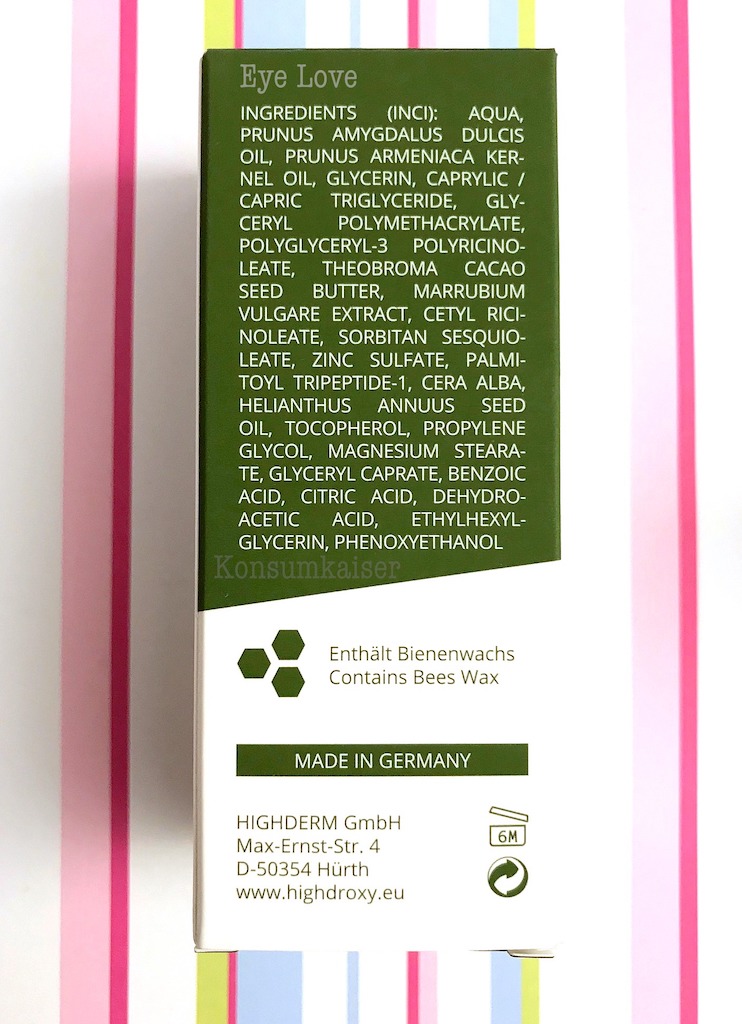 Eye Love
INGREDIENTS (INCI): AQUA,
PRUNUS AMYGDALUS DULCIS
OIL, PRUNUS ARMENIACA KER-
NEL OIL, GLYCERIN, CAPRYLIC /
CAPRIC TRIGLYCERIDE, GLY-
CERYL POLYMETHACRYLATE,
POLYGLYCERYL-3 POLYRICINO-
LEATE, THEOBROMA CACAO
SEED BUTTER, MARRUBIUM
VULGARE EXTRACT, CETYL RICI-
NOLEATE, SORBITAN SESQUIO-
LEATE, ZINC SULFATE, PALMI-
TOYL TRIPEPTIDE-1, CERA ALBA,
HELIANTHUS ANNUUS SEED
OIL, TOCOPHEROL, PROPYLENE
GLYCOL, MAGNESIUM STEARA-
TE, GLYCERYL CAPRATE, BENZOIC
ACID, CITRIC ACID, DEHYDRO-
ACETIC ACID, ETHYLHEXYL-
GLYCERIN, PHENOXYETHANOL
Konsumkaiser
Enthält Bienenwachs
Contains Bees Wax
MADE IN GERMANY
HIGHDERM GmbH
Max-Ernst-Str. 4
D-50354 Hürth
www.highdroxy.eu
6M